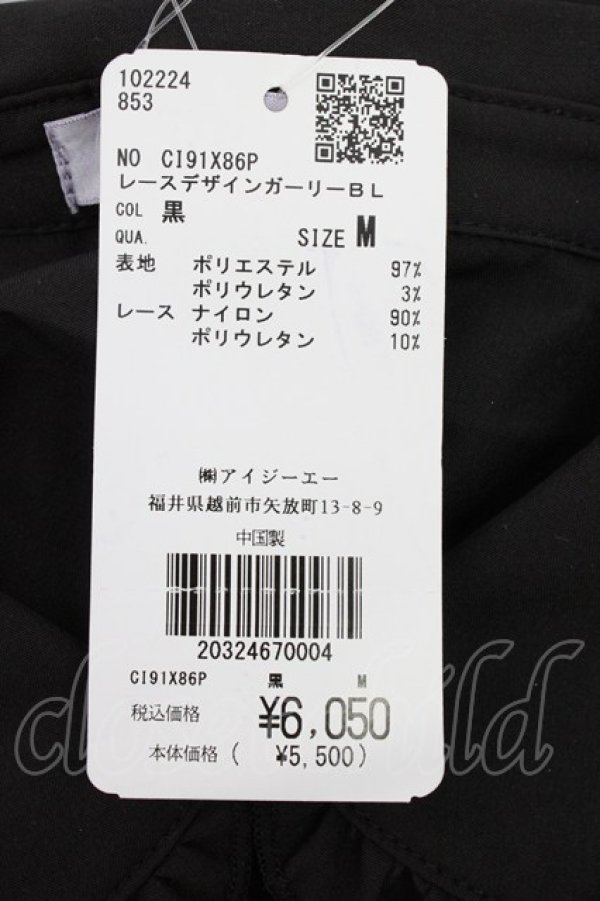 102224
853
NO CI91X86P
レースデザインガーリーBL
COL 黒
QUA. SIZE M
表地 ポリエステル 97%
ポリウレタン 3%
レース ナイロン 90%
ポリウレタン 10%
㈱アイジーエー
福井県越前市矢放町13-8-9
中国製
20324670004
CI91X86P 黒 M
税込価格 ¥6,050
本体価格( ¥5,500)
closet child